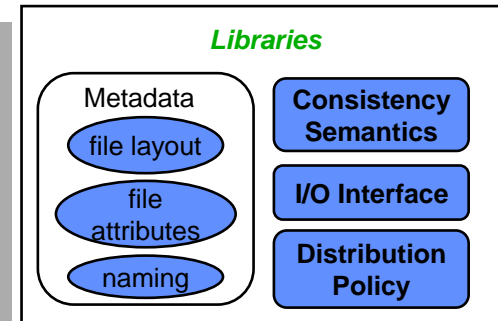 Libraries
Metadata
file layout
file
attributes
naming
Consistency
Semantics
I/O Interface
Distribution
Policy